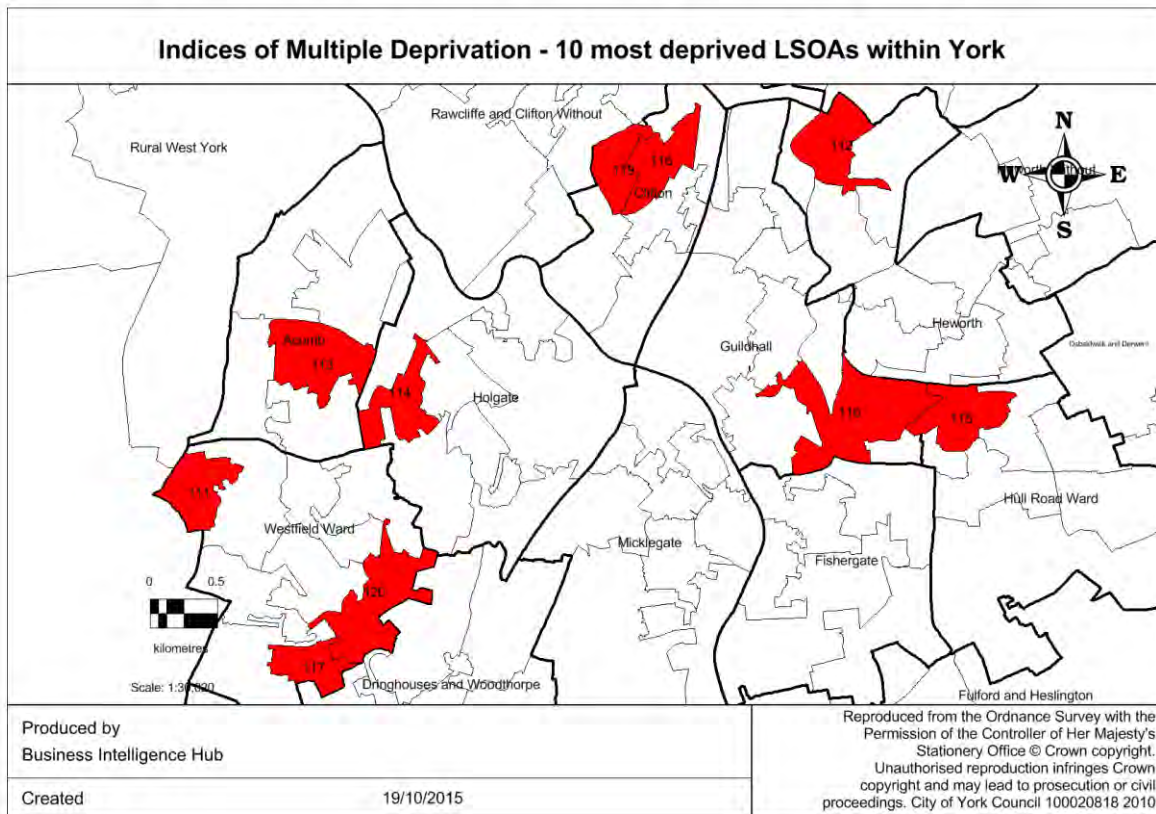 Indices of Multiple Deprivation - 10 most deprived LSOAs within York
Rawcliffe and Clifton Without
Rural West York
N
W
E
S
112
119
Clifton
Acomb
113
114
Holgate
Guildhall
Heworth
Osbaldwick and Derwent
115
111
Westfield Ward
Hull Road Ward
Micklegate
Fishergate
0 0.5
kilometres
120
117
Dringhouses and Woodthorpe
Fulford and Heslington
Produced by
Business Intelligence Hub
Created 19/10/2015
Reproduced from the Ordnance Survey with the
Permission of the Controller of Her Majesty's
Stationery Office © Crown copyright.
Unauthorised reproduction infringes Crown
copyright and may lead to prosecution or civil
proceedings. City of York Council 100020818 2010